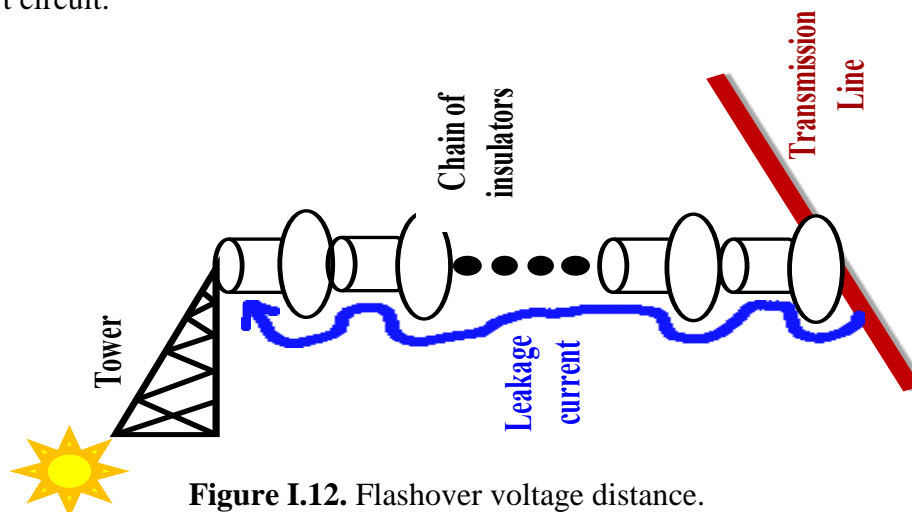 t circuit.
Transmission
Line
Chain of
insulators
Tower
Leakage
current
Figure I.12. Flashover voltage distance.